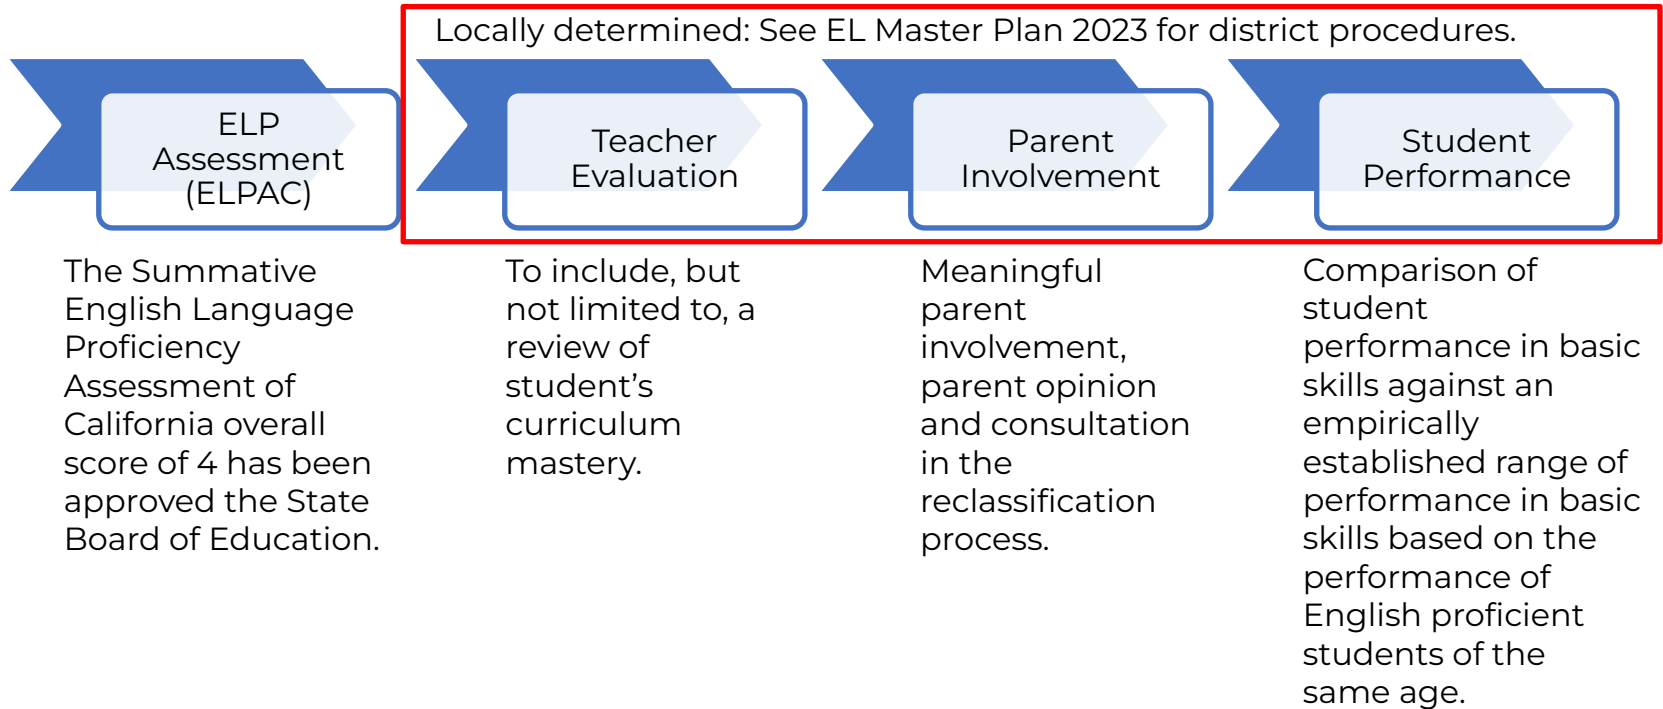 Locally determined: See EL Master Plan 2023 for district procedures.
ELP
Assessment
(ELPAC)
Teacher
Evaluation
Parent
Involvement
Student
Performance
The Summative
English Language
Proficiency
Assessment of
California overall
score of 4 has been
approved the State
Board of Education.
To include, but
not limited to, a
review of
student’s
curriculum
mastery.
Meaningful
parent
involvement,
parent opinion
and consultation
in the
reclassification
process.
Comparison of
student
performance in basic
skills against an
empirically
established range of
performance in basic
skills based on the
performance of
English proficient
students of the
same age.